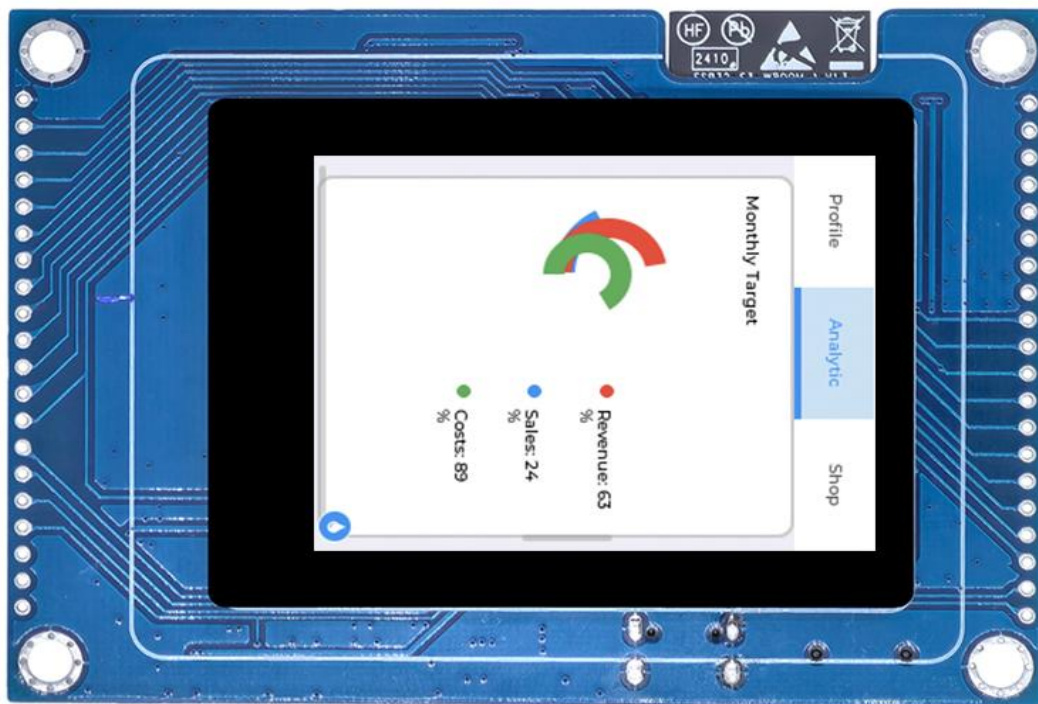 HF
Pb
2410
Profile
Analytic
Shop
Monthly Target
Revenue: 63
%
Sales: 24
%
Costs: 89
%